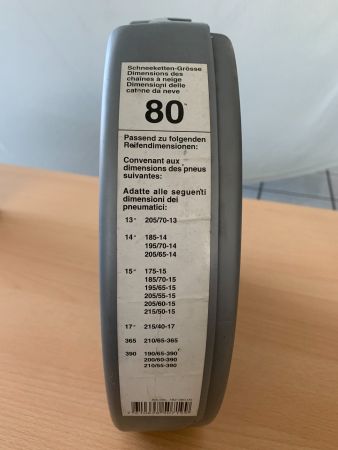 Schneeketten-Grösse
Dimensions des
chaînes à neige
Dimensioni delle
catene da neve
80
Passend zu folgenden
Reifendimensionen:
Convenant aux
dimensions des pneus
suivantes:
Adatte alle seguenti
dimensioni dei
pneumatici:
13" 205/70-13
14" 185-14
195/70-14
205/65-14
15" 175-15
185/70-15
195/65-15
205/55-15
205/60-15
215/50-15
17" 215/40-17
365 210/65-365
390 190/65-390
200/60-390
210/55-390